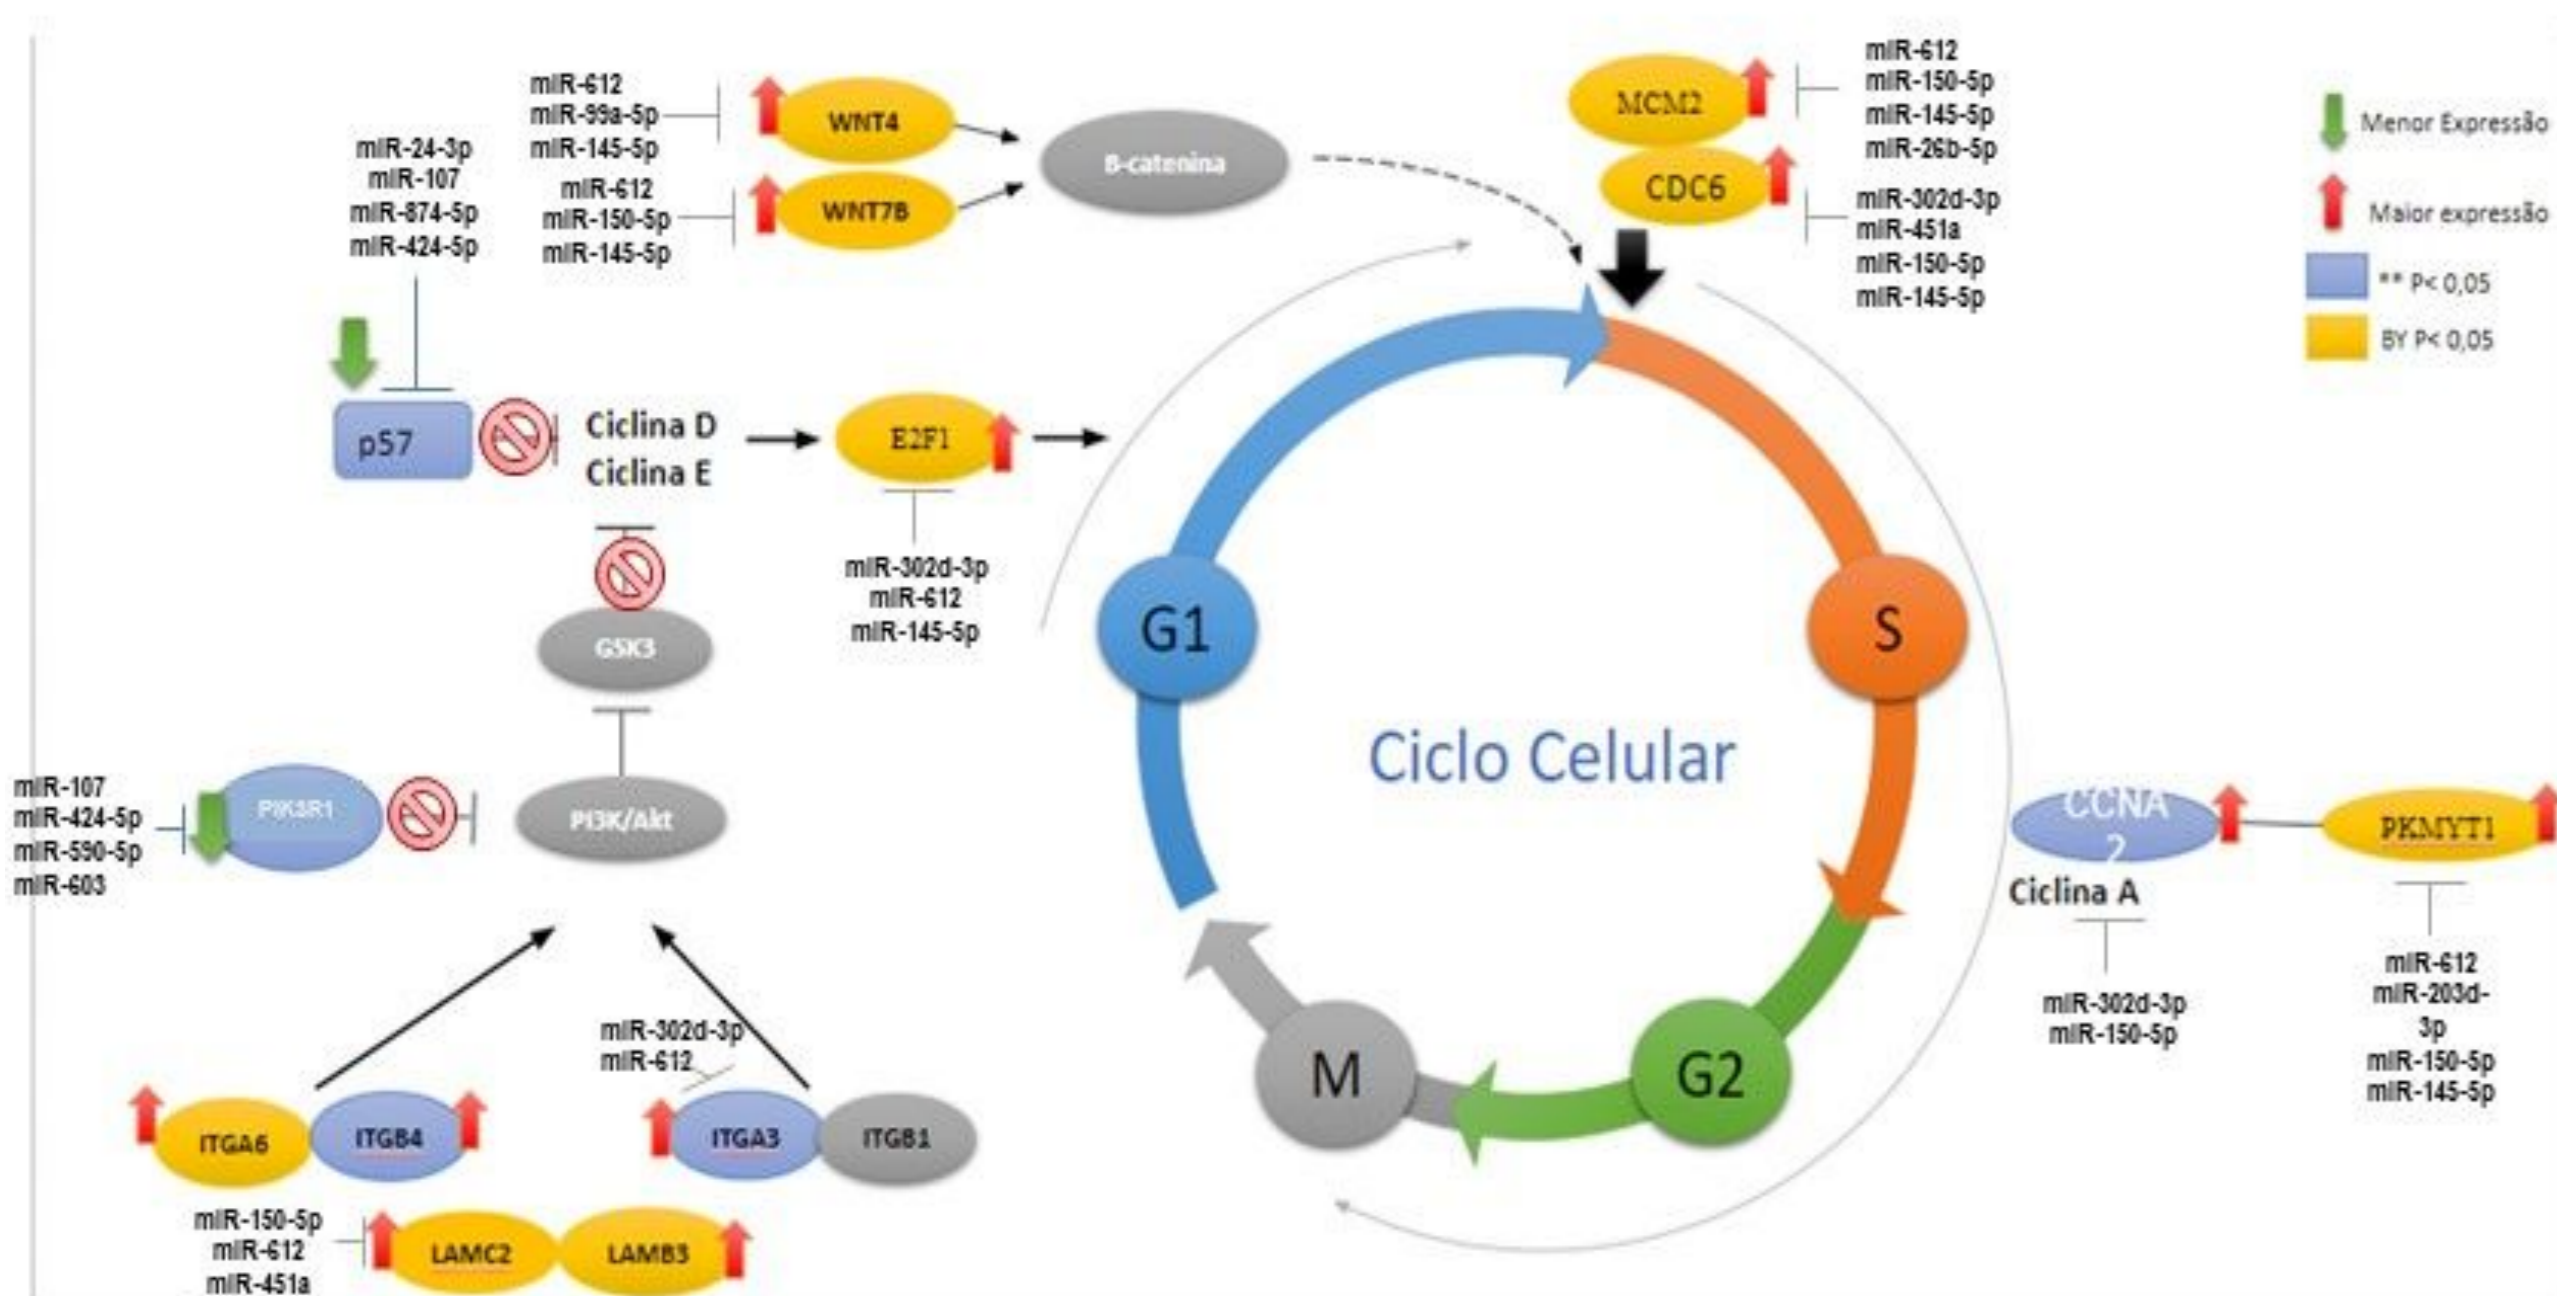 miR-612
miR-99a-5p
miR-145-5p
WNT4
miR-612
miR-150-5p
miR-145-5p
WNT7B
B-catenina
miR-24-3p
miR-107
miR-874-5p
miR-424-5p
MCM2
miR-612
miR-150-5p
miR-145-5p
miR-26b-5p
CDC6
miR-302d-3p
miR-451a
miR-150-5p
miR-145-5p
Menor Expressão
Maior expressão
** P< 0,05
BY P< 0,05
p57
Ciclina D
Ciclina E
E2F1
miR-302d-3p
miR-612
miR-145-5p
GSK3
miR-107
miR-424-5p
miR-590-5p
miR-603
PIK3R1
PI3K/Akt
G1
S
Ciclo Celular
G2
M
CCNA
2
Ciclina A
miR-302d-3p
miR-150-5p
PKMYT1
miR-612
miR-203d-
3p
miR-150-5p
miR-145-5p
miR-302d-3p
miR-612
ITGA6
ITGB4
ITGA3
ITGB1
miR-150-5p
miR-612
miR-451a
LAMC2
LAMB3